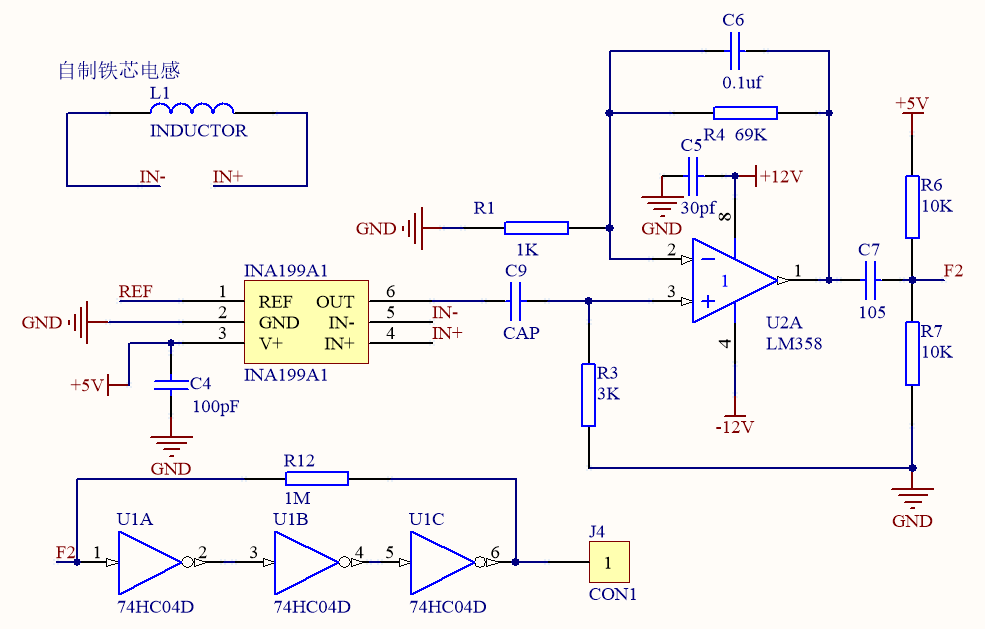 C6
0.1uf
自制铁芯电感
L1
INDUCTOR
IN-
IN+
R4 69K
+5V
C5
30pf
+12V
GND
8
R6
10K
R1
GND
1K
2
1
1
3
4
U2A
LM358
C7
105
F2
C9
CAP
INA199A1
REF
1
REF
OUT
6
GND
2
GND
IN-
5
IN-
3
V+
IN+
4
IN+
INA199A1
+5V
C4
100pF
GND
R3
3K
R7
10K
-12V
GND
R12
1M
U1A
U1B
U1C
J4
F2
1
2
3
4
5
6
1
74HC04D
74HC04D
74HC04D
CON1